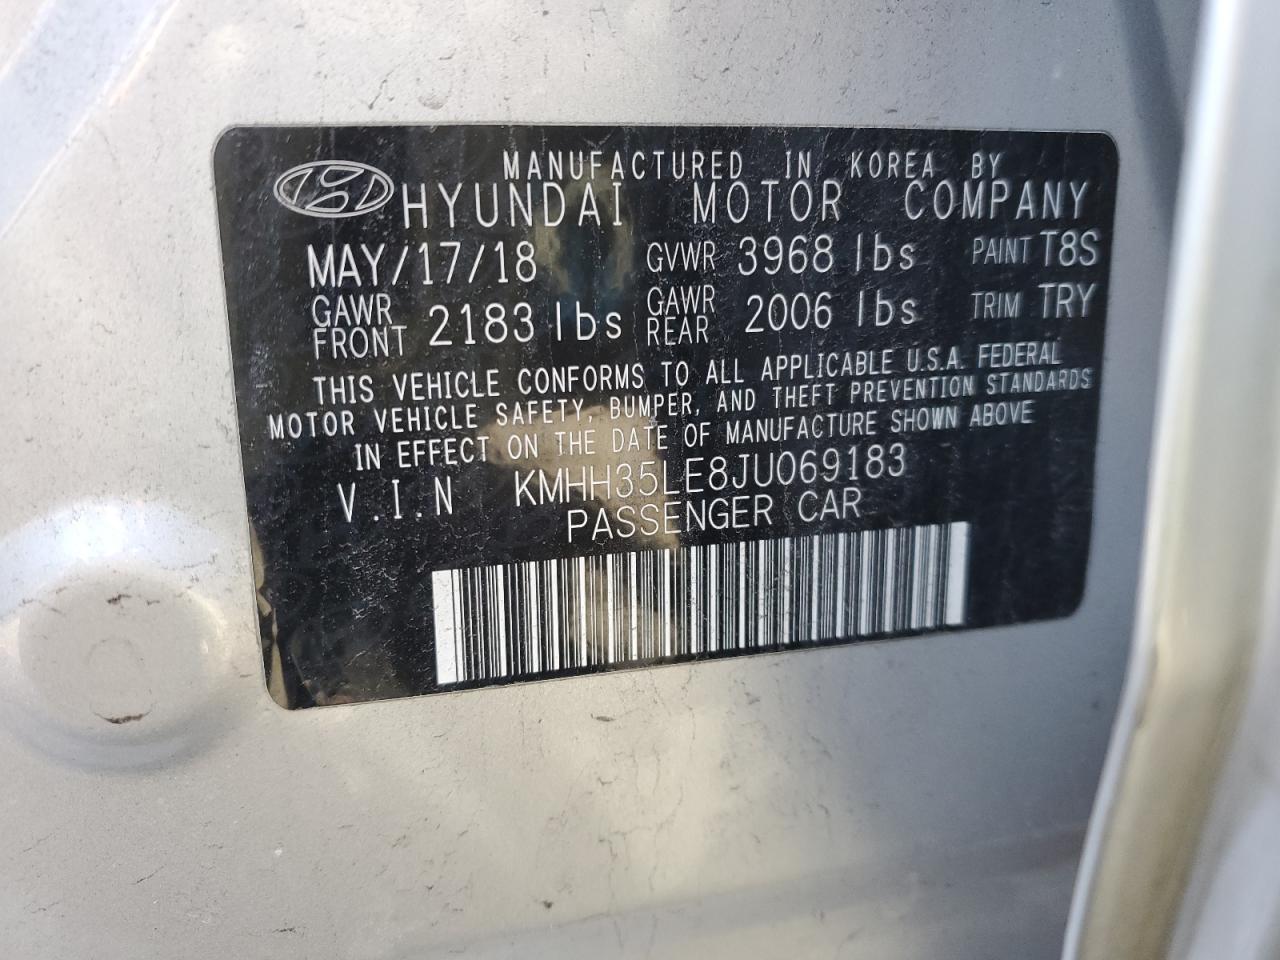 MANUFACTURED IN KOREA BY
HYUNDAI MOTOR COMPANY
MAY/17/18 GVWR 3968 lbs PAINT T8S
GAWR FRONT 2183 lbs GAWR REAR 2006 lbs TRIM TRY
THIS VEHICLE CONFORMS TO ALL APPLICABLE U.S.A. FEDERAL
MOTOR VEHICLE SAFETY, BUMPER, AND THEFT PREVENTION STANDARDS
IN EFFECT ON THE DATE OF MANUFACTURE SHOWN ABOVE
V.I.N KMHH35LE8JU069183
PASSENGER CAR